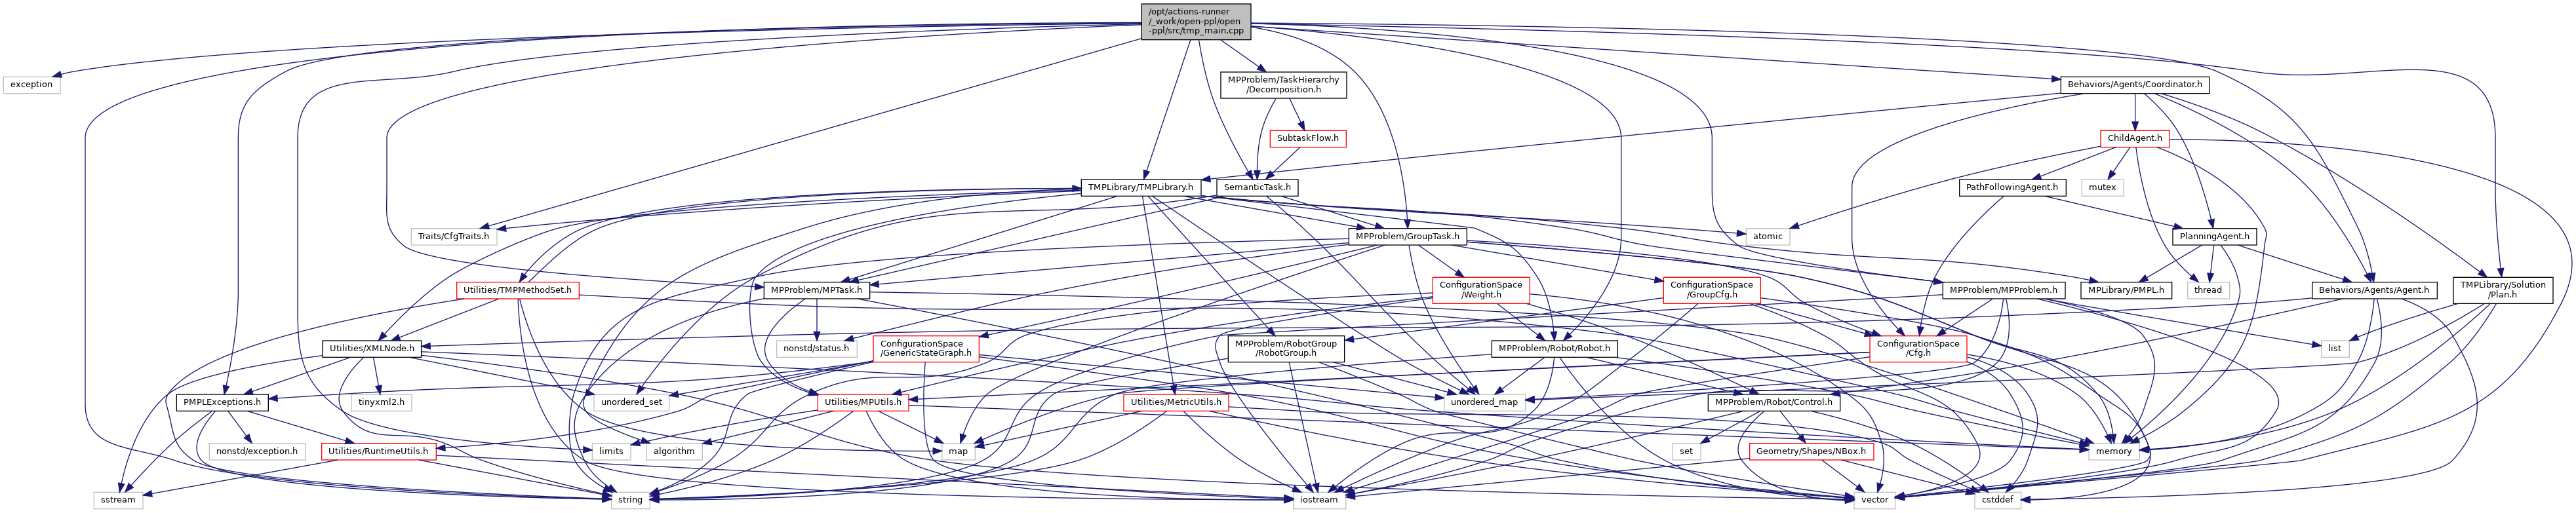 /opt/actions-runner
/_work/open-ppl/open
-ppl/src/tmp_main.cpp
exception
MPProblem/TaskHierarchy
/Decomposition.h
Behaviors/Agents/Coordinator.h
SubtaskFlow.h
ChildAgent.h
TMPLibrary/TMPLibrary.h
SemanticTask.h
PathFollowingAgent.h
mutex
Traits/CfgTraits.h
MPProblem/GroupTask.h
atomic
PlanningAgent.h
Utilities/TMPMethodSet.h
MPProblem/MPTask.h
ConfigurationSpace
/Weight.h
ConfigurationSpace
/GroupCfg.h
MPProblem/MPProblem.h
MPLibrary/PMPL.h
thread
Behaviors/Agents/Agent.h
TMPLibrary/Solution
/Plan.h
Utilities/XMLNode.h
nonstd/status.h
ConfigurationSpace
/GenericStateGraph.h
MPProblem/RobotGroup
/RobotGroup.h
MPProblem/Robot/Robot.h
ConfigurationSpace
/Cfg.h
list
PMPLExceptions.h
tinyxml2.h
unordered_set
Utilities/MPUtils.h
Utilities/MetricUtils.h
unordered_map
MPProblem/Robot/Control.h
nonstd/exception.h
Utilities/RuntimeUtils.h
limits
algorithm
map
set
Geometry/Shapes/NBox.h
memory
sstream
string
iostream
vector
cstddef